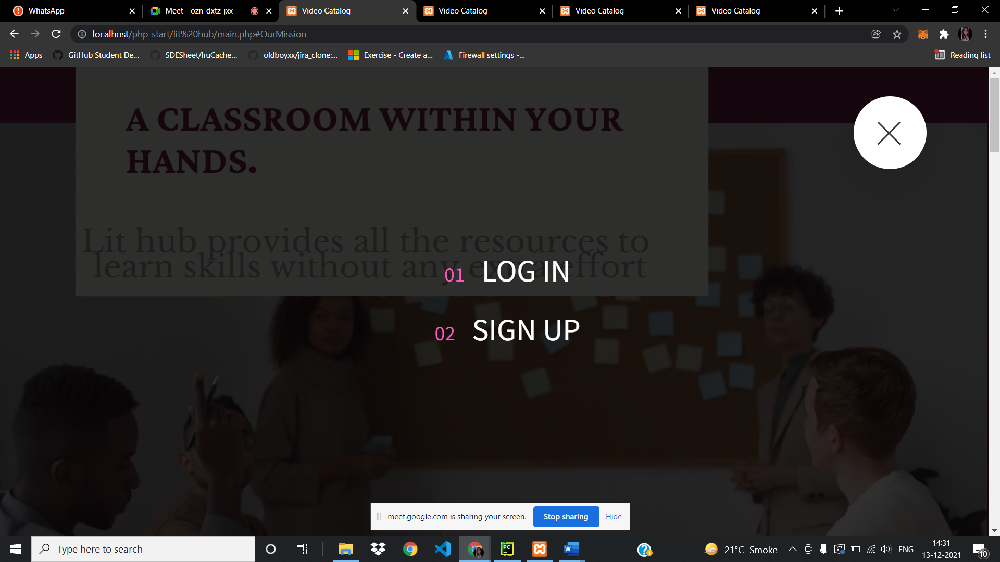 WhatsApp
Meet - ozn-dxtz-jxx
Video Catalog
Video Catalog
Video Catalog
Video Catalog
localhost/php_start/lit%20hub/main.php#OurMission
Apps
GitHub Student De...
SDESheet/lruCache...
oldboyxx/jira_clone:...
Exercise - Create a...
Firewall settings -...
Reading list
A CLASSROOM WITHIN YOUR
HANDS.
Lit hub provides all the resources to
learn skills without any extra effort
01 LOG IN
02 SIGN UP
meet.google.com is sharing your screen.
Stop sharing
Hide
Type here to search
PC
W
21°C Smoke
ENG
14:31
13-12-2021
10